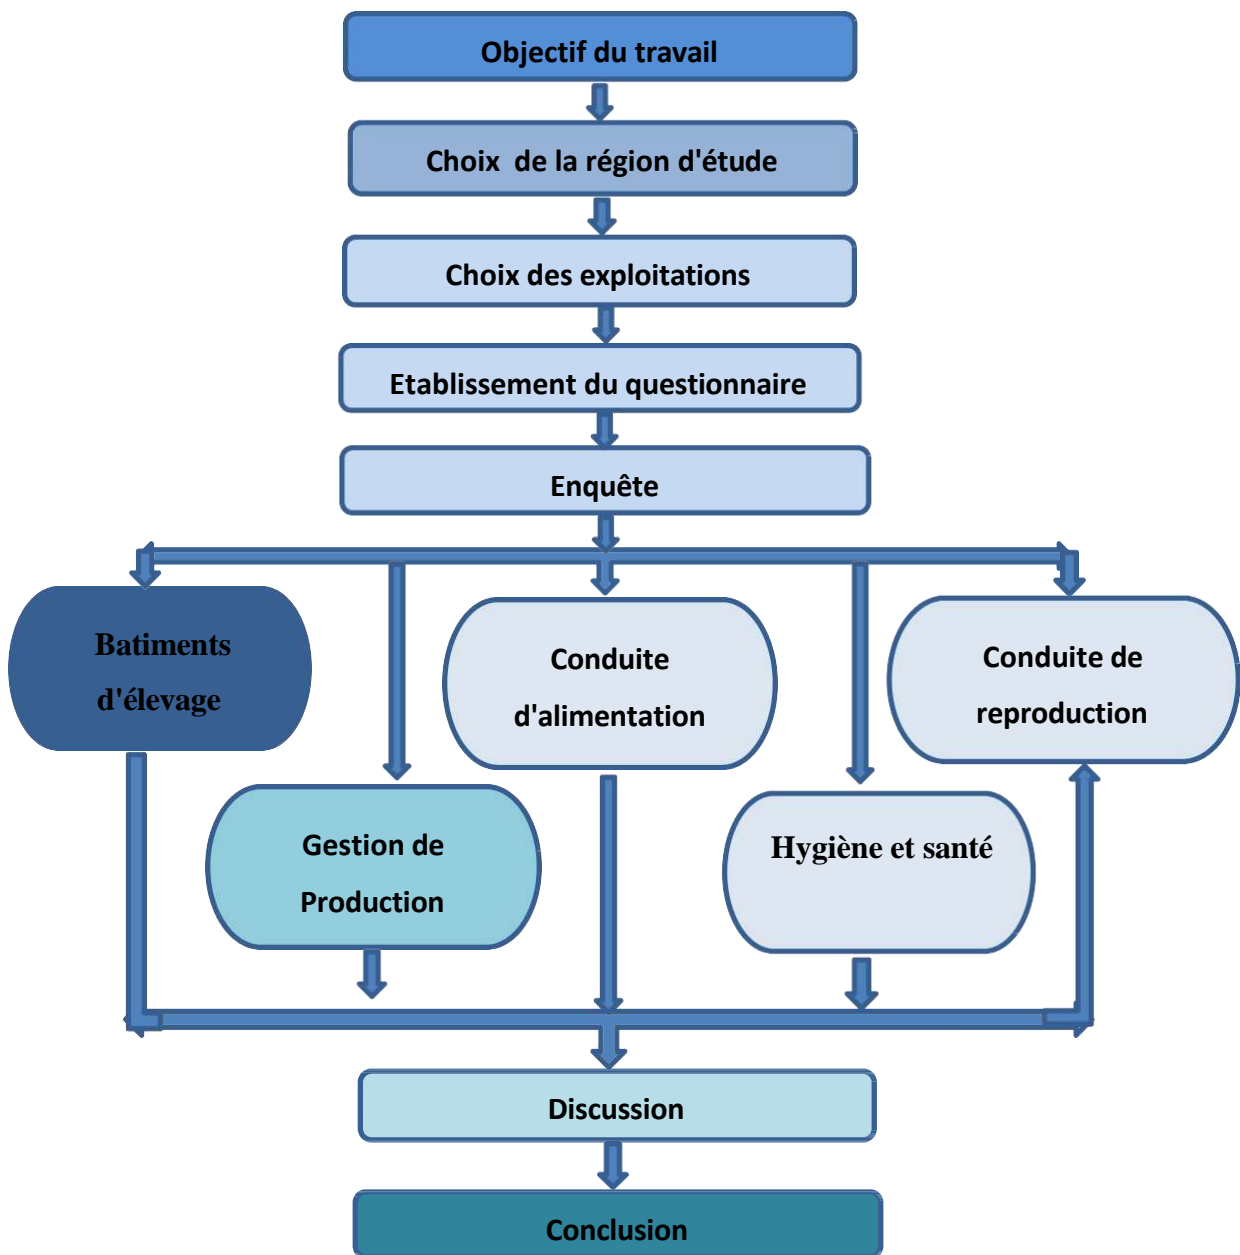 Objectif du travail
Choix de la région d'étude
Choix des exploitations
Etablissement du questionnaire
Enquête
Batiments
d'élevage
Conduite
d'alimentation
Conduite de
reproduction
Gestion de
Production
Hygiène et santé
Discussion
Conclusion